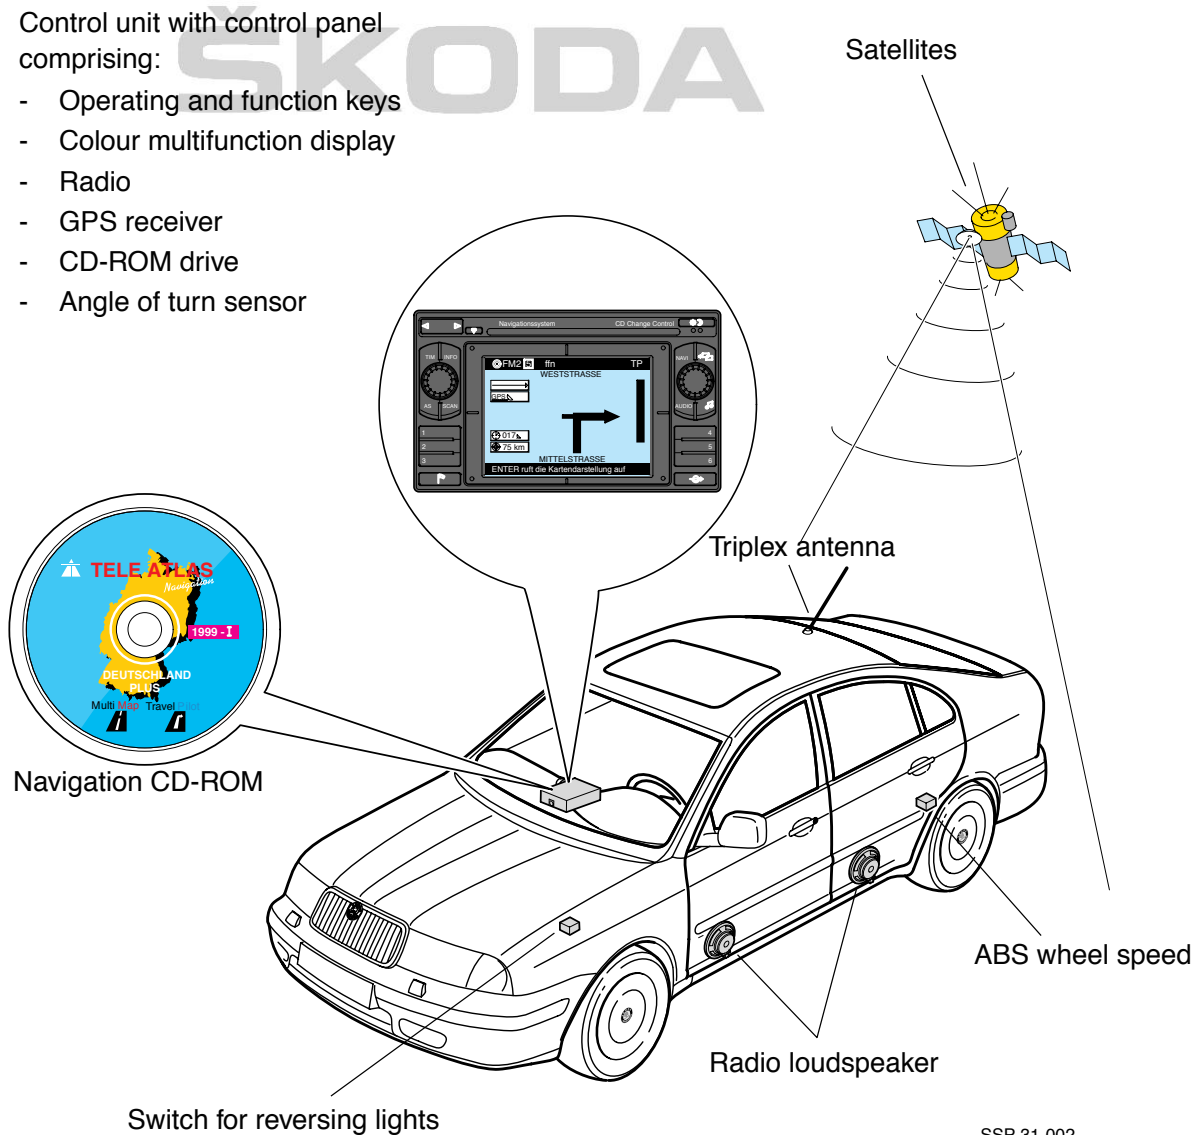 ŠKODA
Control unit with control panel
comprising:
- Operating and function keys
- Colour multifunction display
- Radio
- GPS receiver
- CD-ROM drive
- Angle of turn sensor
Satellites
Navigationssystem CD Change Control
TIM INFO
AS SCAN
NAVI
AUDIO
1
2
3
4
5
6
FM2 ffn TP
WESTSTRASSE
GPS
017
75 km
MITTELSTRASSE
ENTER ruft die Kartendarstellung auf
Triplex antenna
TELE ATLAS
Navigation
1999 - I
DEUTSCHLAND
PLUS
Multi Map Travel Pilot
Navigation CD-ROM
ABS wheel speed
Radio loudspeaker
Switch for reversing lights
SSP 31-002